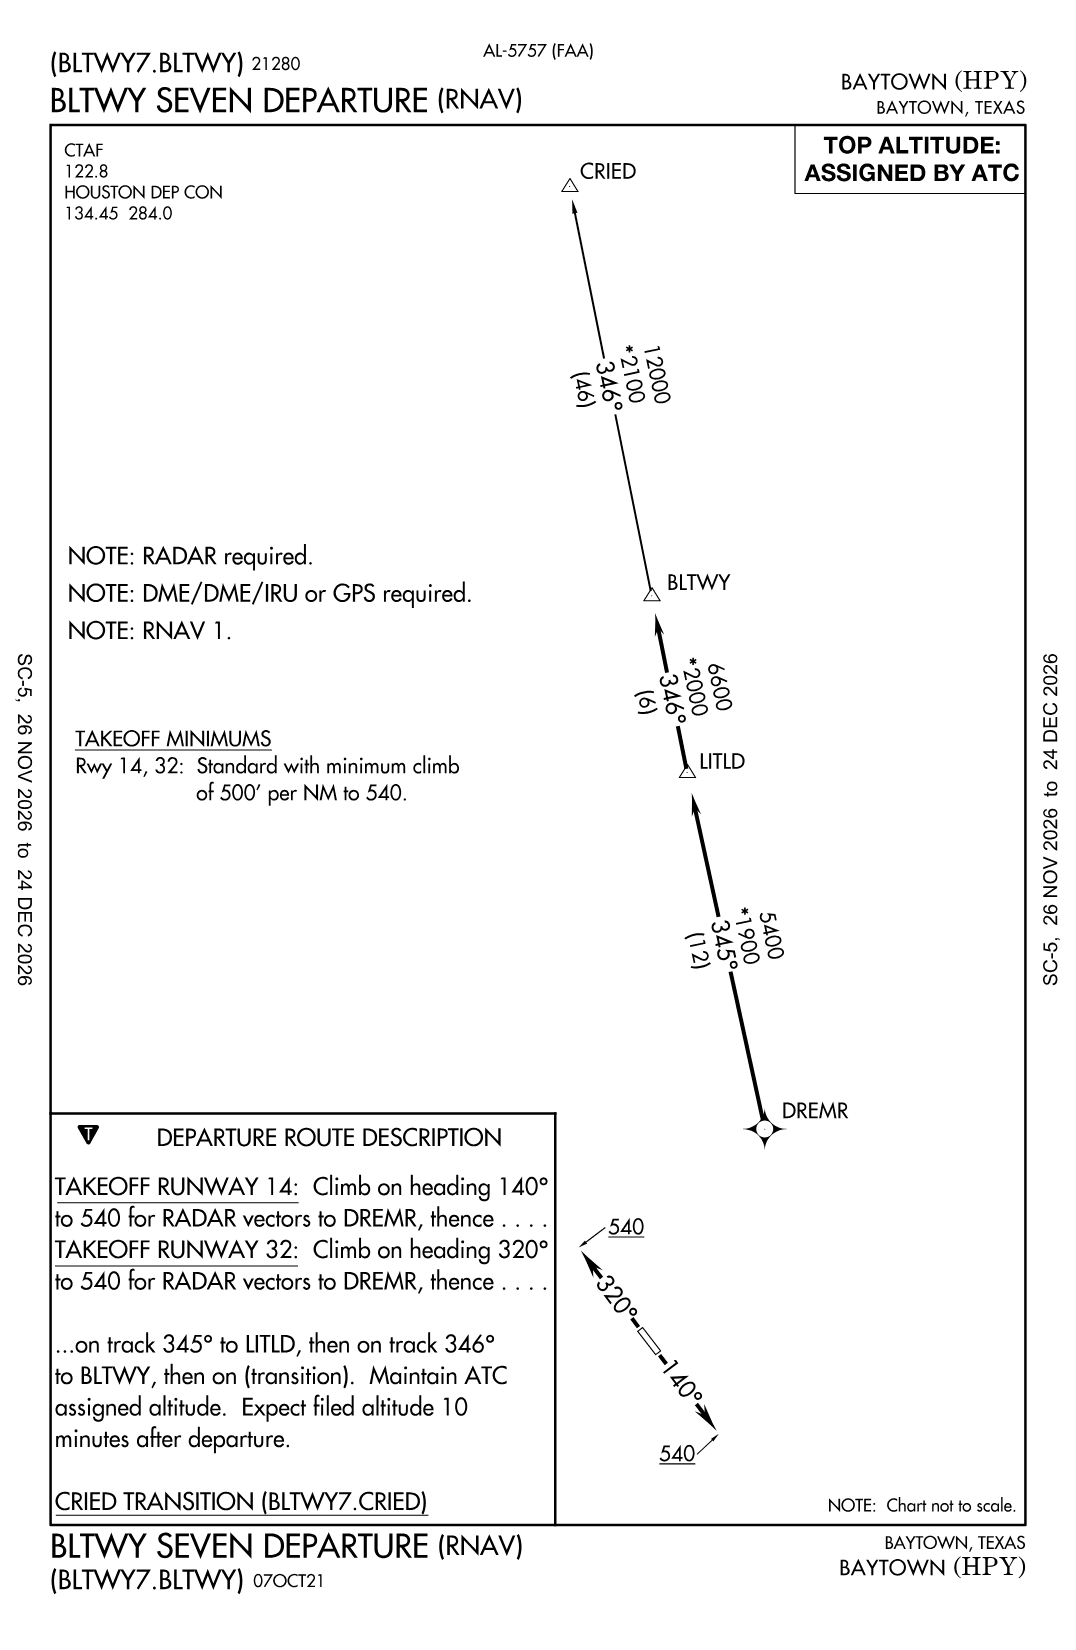 (BLTWY7.BLTWY) 21280
AL-5757 (FAA)
BLTWY SEVEN DEPARTURE (RNAV)
BAYTOWN (HPY)
BAYTOWN, TEXAS
CTAF
122.8
HOUSTON DEP CON
134.45 284.0
TOP ALTITUDE:
ASSIGNED BY ATC
CRIED
12000
*2100
346°
(46)
NOTE: RADAR required.
NOTE: DME/DME/IRU or GPS required.
NOTE: RNAV 1.
BLTWY
6600
*2000
346°
(6)
TAKEOFF MINIMUMS
Rwy 14, 32: Standard with minimum climb
of 500' per NM to 540.
LITLD
5400
*1900
345°
(12)
DREMR
SC-5, 26 NOV 2026 to 24 DEC 2026
SC-5, 26 NOV 2026 to 24 DEC 2026
T
DEPARTURE ROUTE DESCRIPTION
TAKEOFF RUNWAY 14: Climb on heading 140°
to 540 for RADAR vectors to DREMR, thence . . . .
TAKEOFF RUNWAY 32: Climb on heading 320°
to 540 for RADAR vectors to DREMR, thence . . . .
...on track 345° to LITLD, then on track 346°
to BLTWY, then on (transition). Maintain ATC
assigned altitude. Expect filed altitude 10
minutes after departure.
CRIED TRANSITION (BLTWY7.CRIED)
540
320°
140°
540
NOTE: Chart not to scale.
BLTWY SEVEN DEPARTURE (RNAV)
(BLTWY7.BLTWY) 07OCT21
BAYTOWN, TEXAS
BAYTOWN (HPY)